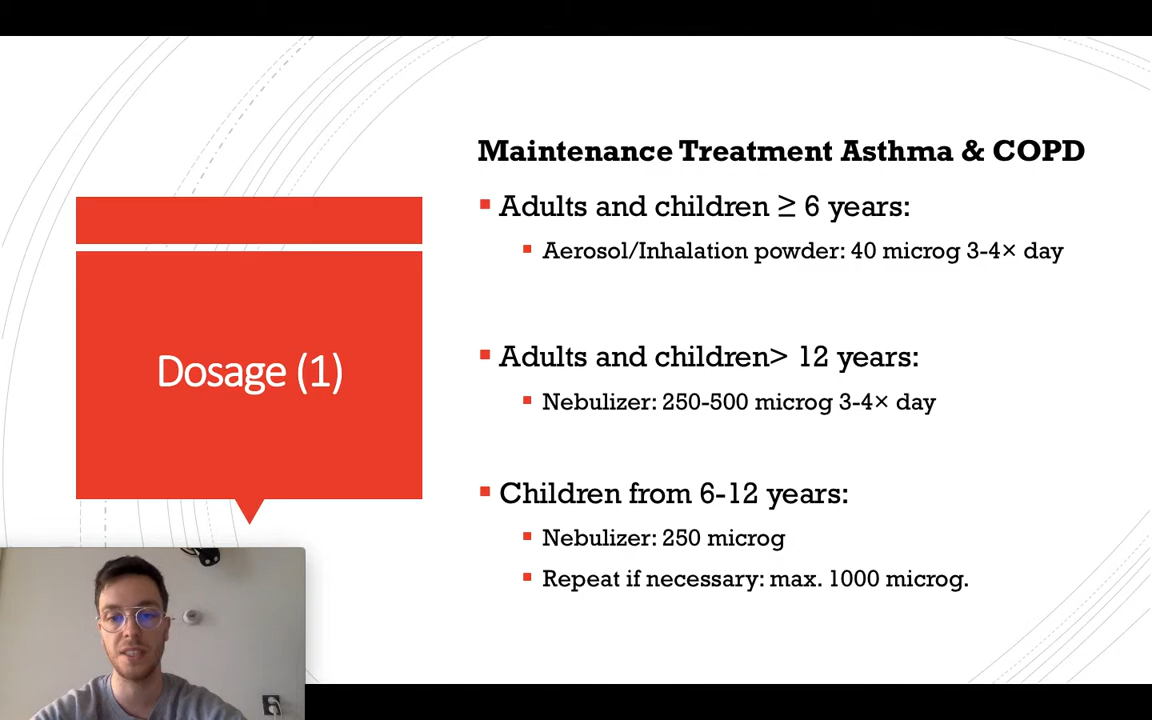 Maintenance Treatment Asthma & COPD
Adults and children ≥ 6 years:
Aerosol/Inhalation powder: 40 microg 3-4× day
Adults and children> 12 years:
Nebulizer: 250-500 microg 3-4× day
Children from 6-12 years:
Nebulizer: 250 microg
Repeat if necessary: max. 1000 microg.
Dosage (1)